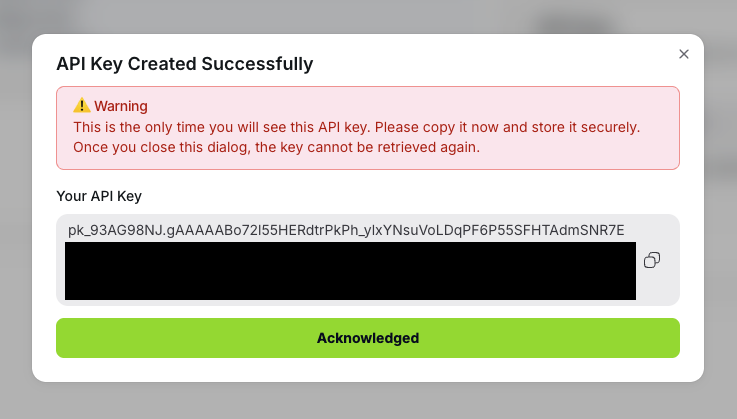 API Key Created Successfully
⚠️ Warning
This is the only time you will see this API key. Please copy it now and store it securely.
Once you close this dialog, the key cannot be retrieved again.
Your API Key
pk_93AG98NJ.gAAAAABo72I55HERdtrPkPh_yIxYNsuVoLDqPF6P55SFHTAdmSNR7E
Acknowledged